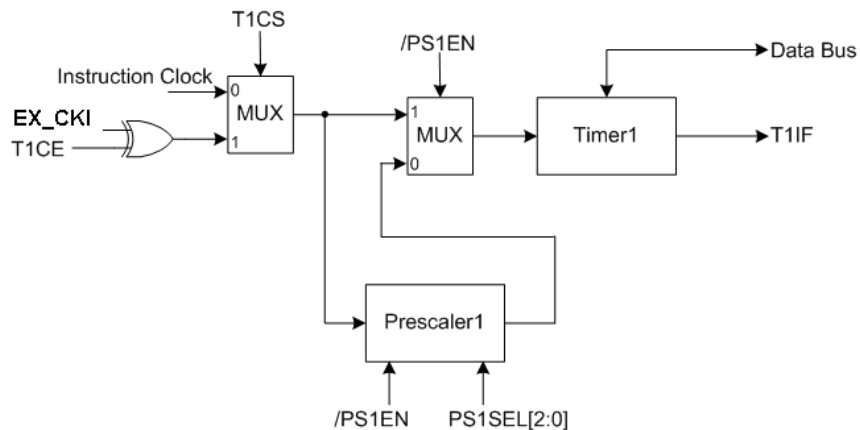 T1CS
/PS1EN
Data Bus
Instruction Clock
0
MUX
1
EX_CKI
T1CE
1
MUX
0
Timer1
T1IF
Prescaler1
/PS1EN
PS1SEL[2:0]